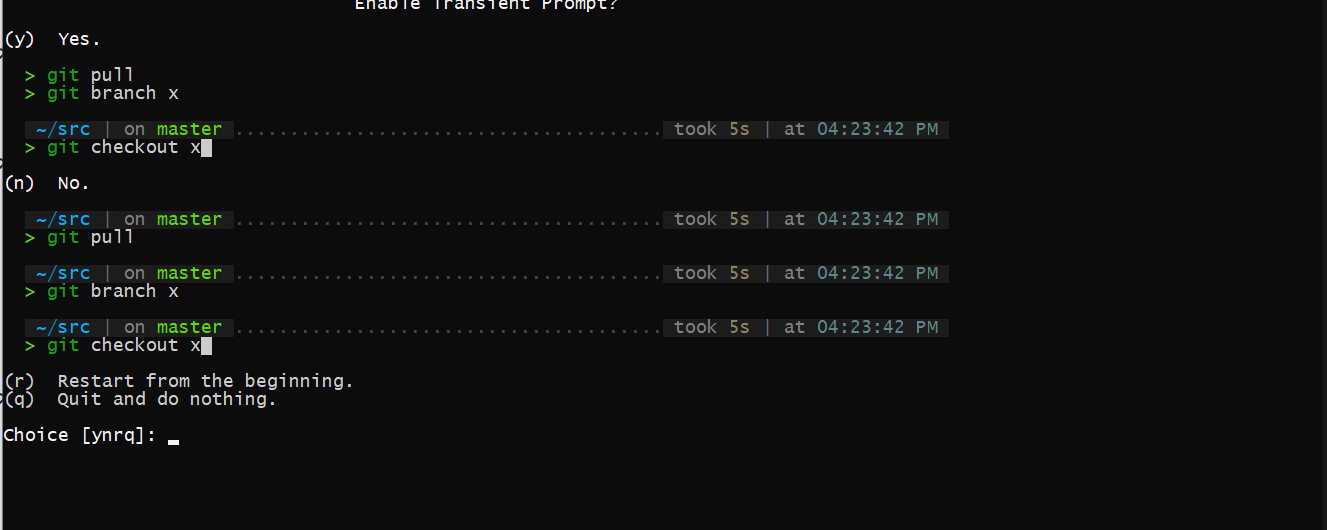 Enable Transient Prompt?
(y) Yes.
> git pull
> git branch x
~/src | on master ....................................... took 5s | at 04:23:42 PM
> git checkout x
(n) No.
~/src | on master ....................................... took 5s | at 04:23:42 PM
> git pull
~/src | on master ....................................... took 5s | at 04:23:42 PM
> git branch x
~/src | on master ....................................... took 5s | at 04:23:42 PM
> git checkout x
(r) Restart from the beginning.
(q) Quit and do nothing.
Choice [ynrq]: